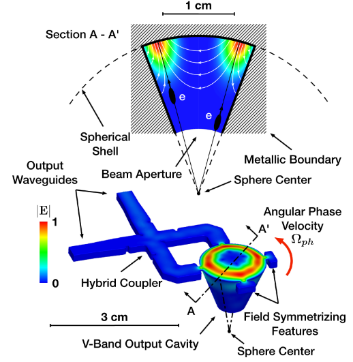 1 cm
Section A - A'
e
e
Spherical
Shell
Beam Aperture
Metallic Boundary
Sphere Center
Output
Waveguides
Angular Phase
Velocity
Ω_ph
|E|
1
0
A'
A
Hybrid Coupler
3 cm
V-Band Output Cavity
Field Symmetrizing
Features
Sphere Center